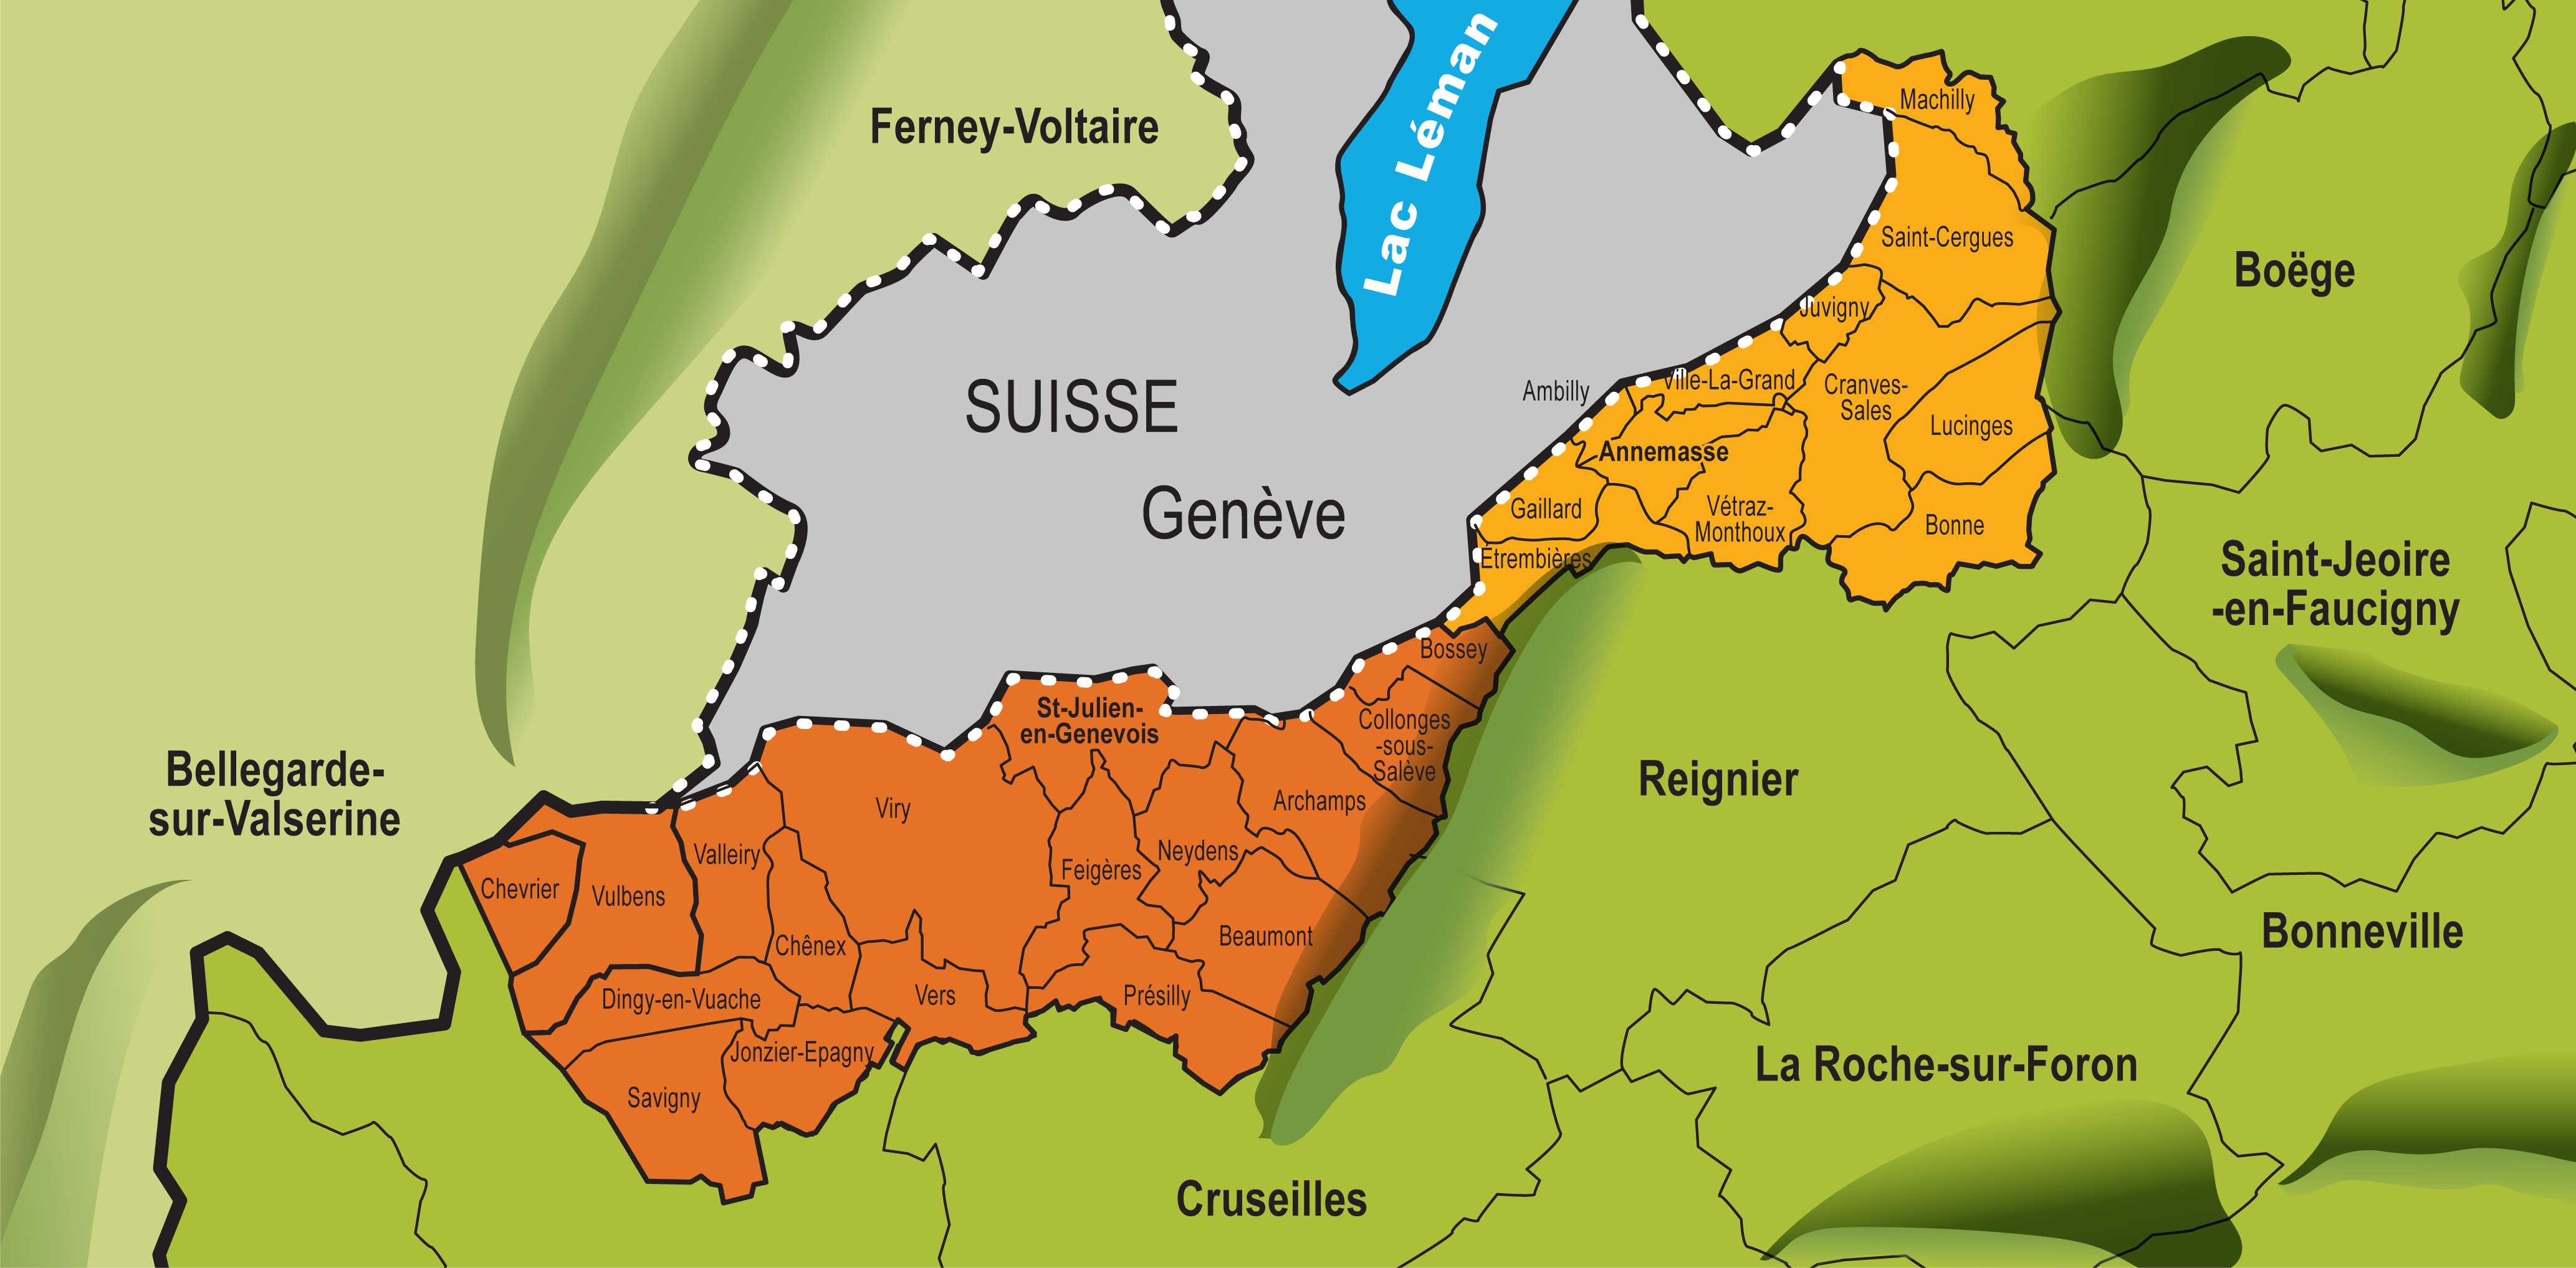 Lac Léman
Machilly
Ferney-Voltaire
Saint-Cergues
Boëge
Juvigny
Ville-La-Grand
Ambilly
Cranves-
Sales
SUISSE
Lucinges
Annemasse
Genève
Gaillard
Vétraz-
Monthoux
Bonne
Étrembières
Saint-Jeoire
-en-Faucigny
Bossey
St-Julien-
en-Genevois
Collonges
-sous-
Salève
Bellegarde-
sur-Valserine
Reignier
Viry
Archamps
Valleiry
Neydens
Feigères
Chevrier
Vulbens
Chênex
Beaumont
Bonneville
Dingy-en-Vuache
Vers
Présilly
Jonzier-Epagny
La Roche-sur-Foron
Savigny
Cruseilles